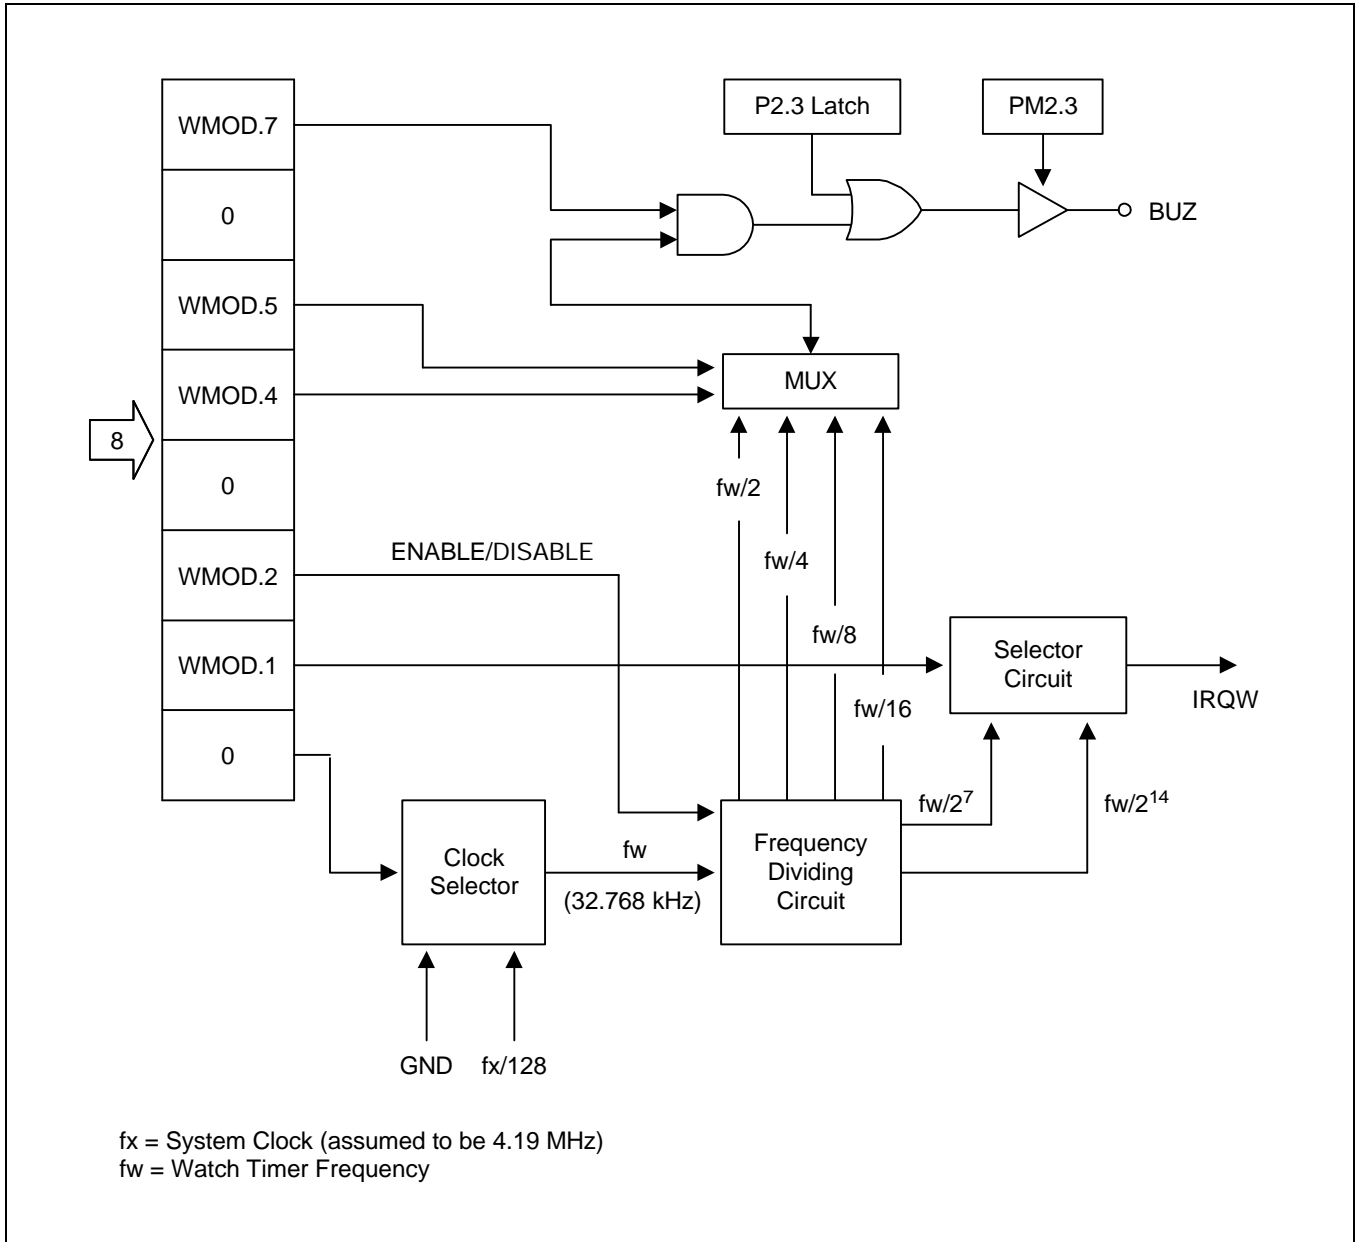 WMOD.7
P2.3 Latch
PM2.3
0
BUZ
WMOD.5
MUX
WMOD.4
8
0
fw/2
ENABLE/DISABLE
fw/4
WMOD.2
fw/8
WMOD.1
Selector
Circuit
fw/16
IRQW
0
fw/2⁷
fw/2¹⁴
Clock
Selector
fw
(32.768 kHz)
Frequency
Dividing
Circuit
GND
fx/128
fx = System Clock (assumed to be 4.19 MHz)
fw = Watch Timer Frequency